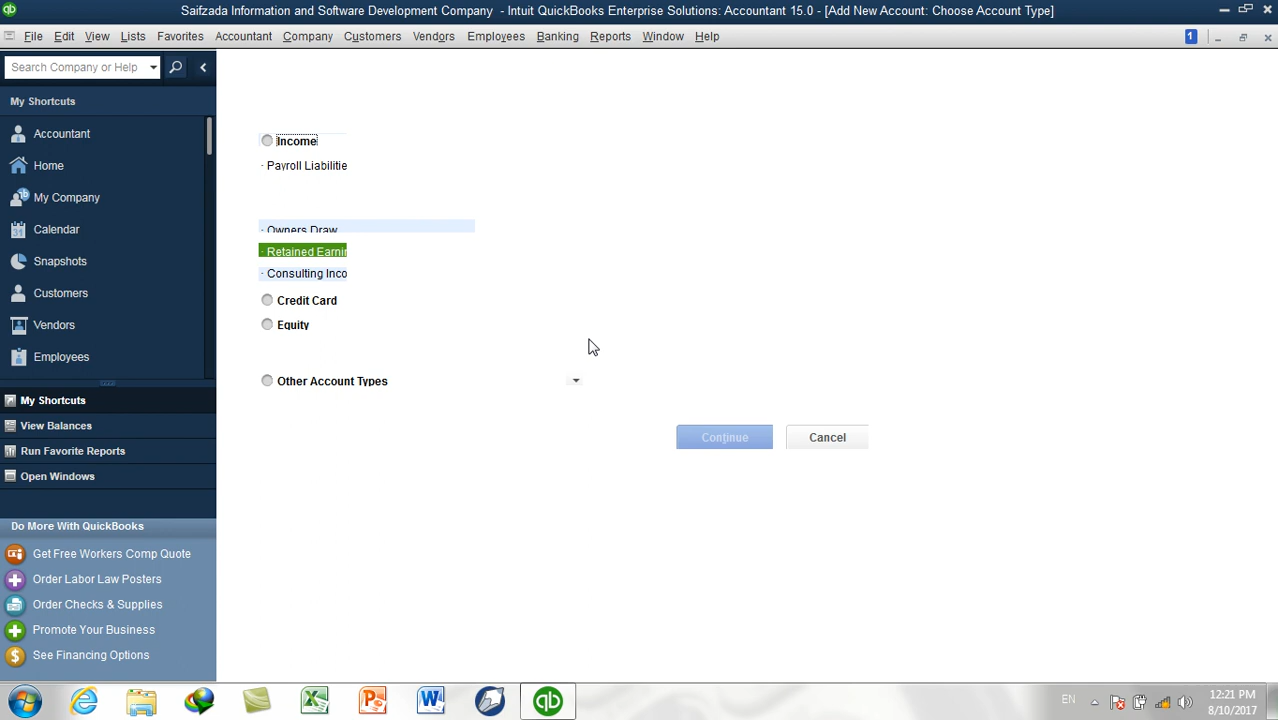 Saifzada Information and Software Development Company - Intuit QuickBooks Enterprise Solutions: Accountant 15.0 - [Add New Account: Choose Account Type]
File Edit View Lists Favorites Accountant Company Customers Vendors Employees Banking Reports Window Help
1
Search Company or Help
My Shortcuts
Accountant
Home
My Company
Calendar
Snapshots
Customers
Vendors
Employees
My Shortcuts
View Balances
Run Favorite Reports
Open Windows
Do More With QuickBooks
Get Free Workers Comp Quote
Order Labor Law Posters
Order Checks & Supplies
Promote Your Business
See Financing Options
Income
· Payroll Liabilitie
· Owners Draw
· Retained Earnin
· Consulting Inco
Credit Card
Equity
Other Account Types
Continue Cancel
EN
12:21 PM
8/10/2017